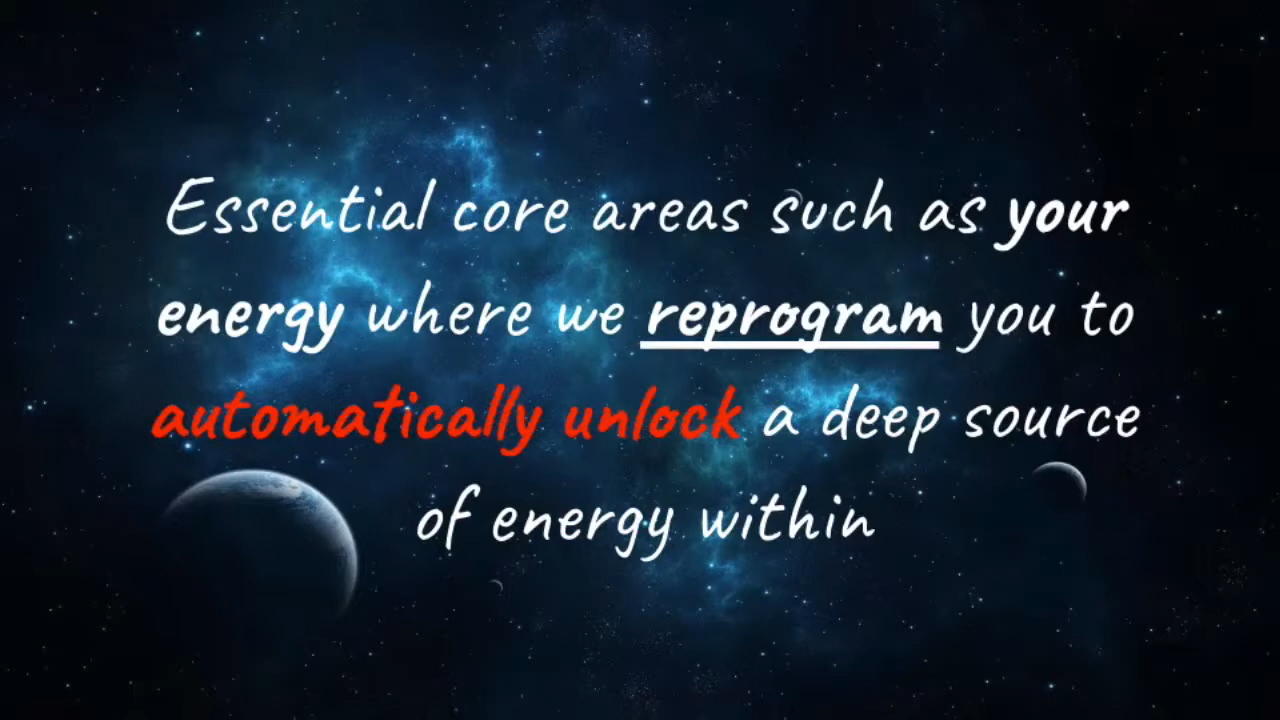 Essential core areas such as your
energy where we reprogram you to
automatically unlock a deep source
of energy within